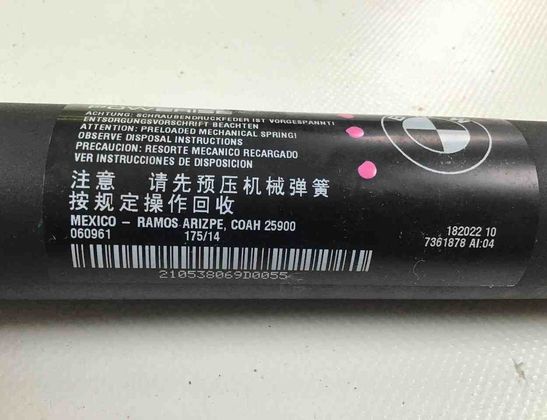 POWERISE
ACHTUNG: SCHRAUBENDRUCKFEDER IST VORGESPANNT!
ENTSORGUNGSVORSCHRIFT BEACHTEN
ATTENTION: PRELOADED MECHANICAL SPRING!
OBSERVE DISPOSAL INSTRUCTIONS
PRECAUCION: RESORTE MECANICO RECARGADO
VER INSTRUCCIONES DE DISPOSICION
注意 请先预压机械弹簧
按规定操作回收
MEXICO – RAMOS ARIZPE, COAH 25900
060961 175/14
210538069D0055
182022 10
7361878 AI:04